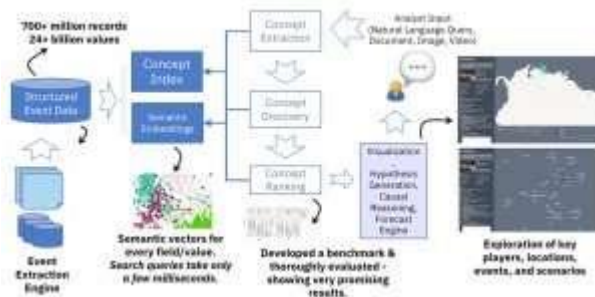 700+ million records
24+ billion values
Structured
Event Data
Event
Extraction
Engine
Concept
Index
Semantic
Embeddings
Semantic vectors for
every field/value.
Search queries take only
a few milliseconds.
Concept
Extraction
Concept
Discovery
Concept
Ranking
Developed a benchmark &
thoroughly evaluated -
showing very promising
results.
Analyst Input
(Natural Language Query,
Document, Image, Video)
Visualization
-
Hypothesis
Generation,
Causal
Reasoning,
Forecast
Engine
Exploration of key
players, locations,
events, and scenarios